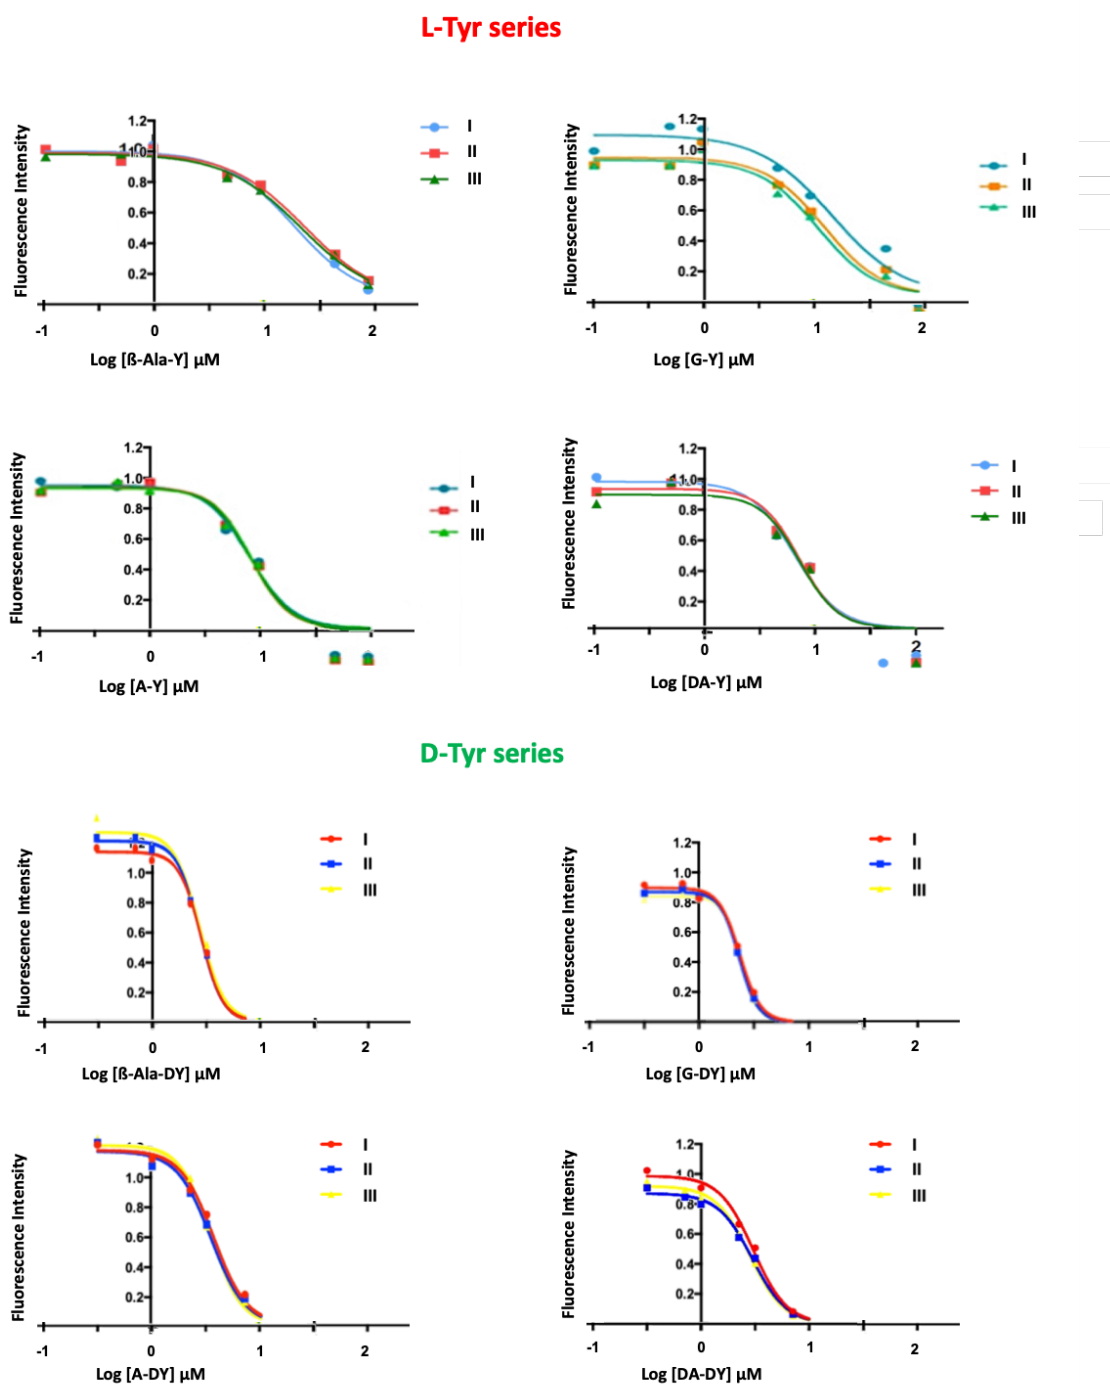 L-Tyr series
Fluorescence Intensity
1.2
1.0
0.8
0.6
0.4
0.2
-1 0 1 2
Log [ß-Ala-Y] µM
I
II
III
Fluorescence Intensity
1.2
1.0
0.8
0.6
0.4
0.2
-1 0 1 2
Log [G-Y] µM
I
II
III
Fluorescence Intensity
1.2
1.0
0.8
0.6
0.4
0.2
-1 0 1
Log [A-Y] µM
I
II
III
Fluorescence Intensity
1.2
1.0
0.8
0.6
0.4
0.2
-1 0 1 2
Log [DA-Y] µM
I
II
III
D-Tyr series
Fluorescence Intensity
1.2
1.0
0.8
0.6
0.4
0.2
-1 0 1 2
Log [ß-Ala-DY] µM
I
II
III
Fluorescence Intensity
1.2
1.0
0.8
0.6
0.4
0.2
-1 0 1 2
Log [G-DY] µM
I
II
III
Fluorescence Intensity
1.0
0.8
0.6
0.4
0.2
-1 0 1 2
Log [A-DY] µM
I
II
III
Fluorescence Intensity
1.2
1.0
0.8
0.6
0.4
0.2
-1 0 1 2
Log [DA-DY] µM
I
II
III